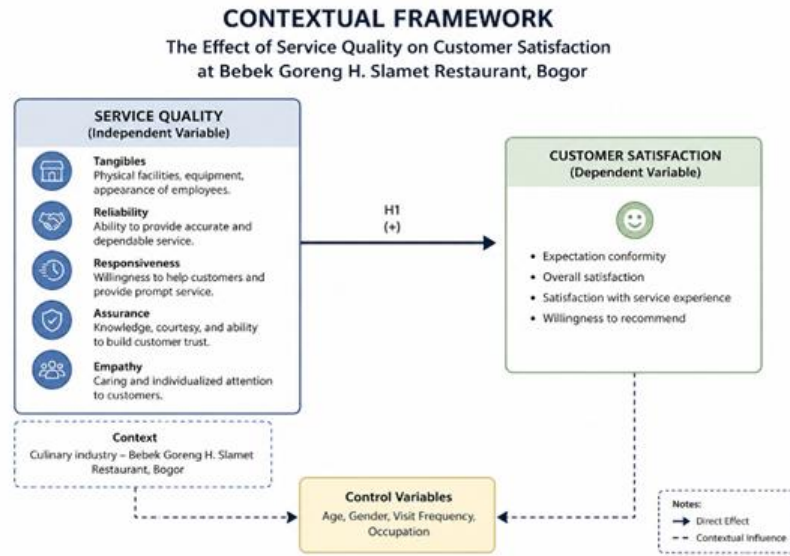 CONTEXTUAL FRAMEWORK
The Effect of Service Quality on Customer Satisfaction
at Bebek Goreng H. Slamet Restaurant, Bogor
SERVICE QUALITY
(Independent Variable)
Tangibles
Physical facilities, equipment,
appearance of employees.
Reliability
Ability to provide accurate and
dependable service.
Responsiveness
Willingness to help customers and
provide prompt service.
Assurance
Knowledge, courtesy, and ability
to build customer trust.
Empathy
Caring and individualized attention
to customers.
H1
(+)
CUSTOMER SATISFACTION
(Dependent Variable)
• Expectation conformity
• Overall satisfaction
• Satisfaction with service experience
• Willingness to recommend
Context
Culinary industry – Bebek Goreng H. Slamet
Restaurant, Bogor
Control Variables
Age, Gender, Visit Frequency,
Occupation
Notes:
Direct Effect
Contextual Influence